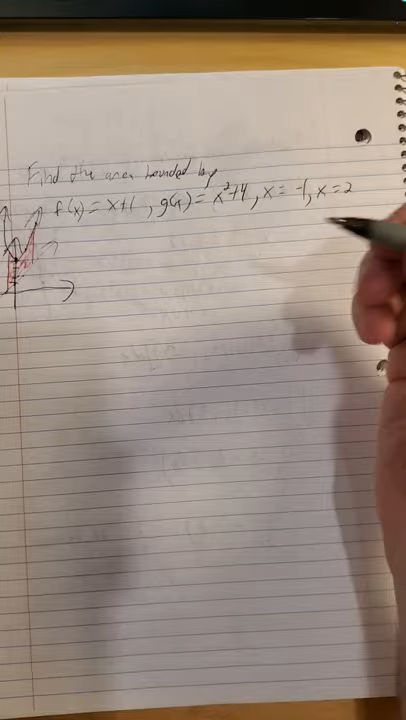 Find the area bounded by
f(x) = x+1, g(x) = x²+4, x = -1, x = 2